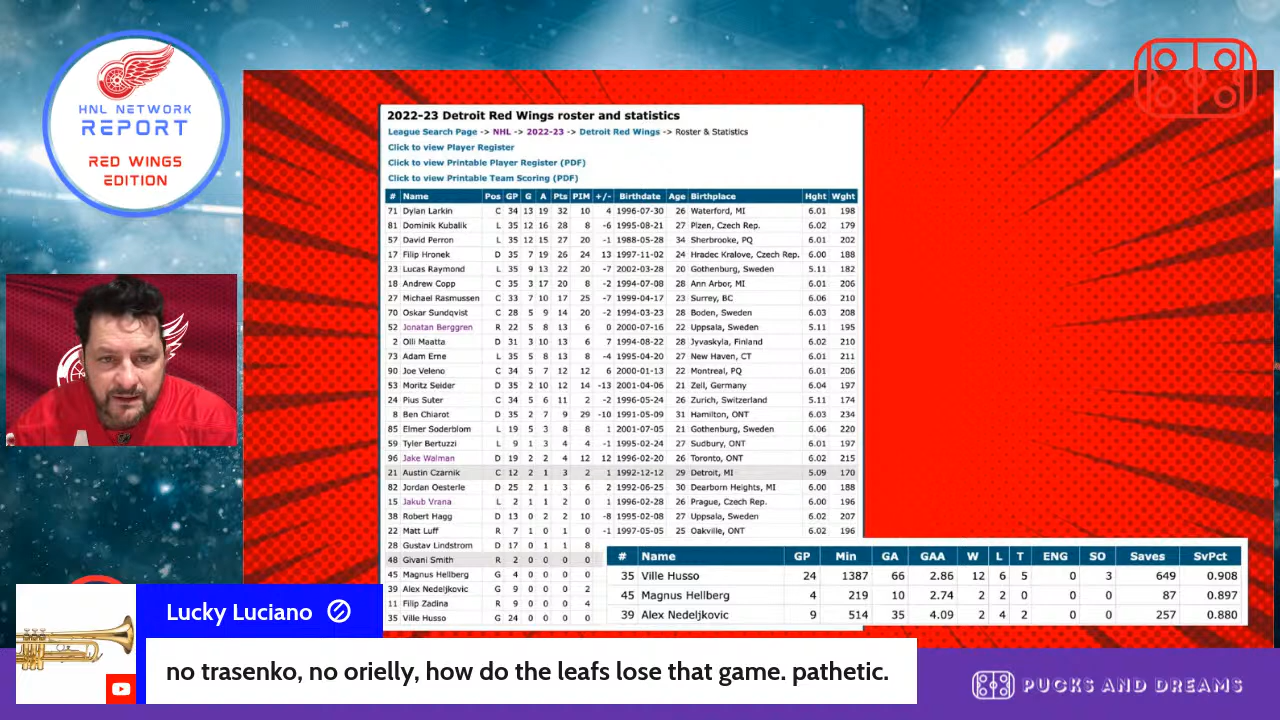 HNL NETWORK
REPORT
RED WINGS
EDITION
2022-23 Detroit Red Wings roster and statistics
League Search Page -> NHL -> 2022-23 -> Detroit Red Wings -> Roster & Statistics
Click to view Player Register
Click to view Printable Player Register (PDF)
Click to view Printable Team Scoring (PDF)
# Name Pos GP G A Pts PIM +/- Birthdate Age Birthplace Hght Wght
71 Dylan Larkin C 34 13 19 32 10 4 1996-07-30 26 Waterford, MI 6.01 198
81 Dominik Kubalik L 35 12 16 28 8 -6 1995-08-21 27 Plzen, Czech Rep. 6.02 179
57 David Perron L 35 12 15 27 20 -1 1988-05-28 34 Sherbrooke, PQ 6.01 202
17 Filip Hronek D 35 7 19 26 24 13 1997-11-02 24 Hradec Kralove, Czech Rep. 6.00 188
23 Lucas Raymond L 35 9 13 22 20 -7 2002-03-28 20 Gothenburg, Sweden 5.11 182
18 Andrew Copp C 35 3 17 20 8 -2 1994-07-08 28 Ann Arbor, MI 6.01 206
27 Michael Rasmussen C 33 7 10 17 25 -7 1999-04-17 23 Surrey, BC 6.06 210
70 Oskar Sundqvist C 28 5 9 14 20 -2 1994-03-23 28 Boden, Sweden 6.03 208
52 Jonatan Berggren R 22 5 8 13 6 0 2000-07-16 22 Uppsala, Sweden 5.11 195
2 Olli Maatta D 31 3 10 13 6 7 1994-08-22 28 Jyvaskyla, Finland 6.02 210
73 Adam Erne L 35 5 8 13 8 -4 1995-04-20 27 New Haven, CT 6.01 211
90 Joe Veleno C 34 5 7 12 12 6 2000-01-13 22 Montreal, PQ 6.01 206
53 Moritz Seider D 35 2 10 12 14 -13 2001-04-06 21 Zell, Germany 6.04 197
24 Pius Suter C 34 5 6 11 2 -2 1996-05-24 26 Zurich, Switzerland 5.11 174
8 Ben Chiarot D 35 2 7 9 29 -10 1991-05-09 31 Hamilton, ONT 6.03 234
85 Elmer Soderblom L 19 5 3 8 8 1 2001-07-05 21 Gothenburg, Sweden 6.06 220
59 Tyler Bertuzzi L 9 1 3 4 4 -1 1995-02-24 27 Sudbury, ONT 6.01 197
96 Jake Walman D 19 2 2 4 12 12 1996-02-20 26 Toronto, ONT 6.02 215
21 Austin Czarnik C 12 2 1 3 2 1 1992-12-12 29 Detroit, MI 5.09 170
82 Jordan Oesterle D 25 2 1 3 6 2 1992-06-25 30 Dearborn Heights, MI 6.00 188
15 Jakub Vrana L 2 1 1 2 0 1 1996-02-28 26 Prague, Czech Rep. 6.00 196
38 Robert Hagg D 13 0 2 2 10 -8 1995-02-08 27 Uppsala, Sweden 6.02 207
22 Matt Luff R 7 1 0 1 0 -1 1997-05-05 25 Oakville, ONT 6.02 196
28 Gustav Lindstrom D 17 0 1 1 8
48 Givani Smith R 2 0 0 0 0
45 Magnus Hellberg G 4 0 0 0 0
39 Alex Nedeljkovic G 9 0 0 0 2
11 Filip Zadina R 9 0 0 0 4
35 Ville Husso G 24 0 0 0 0
# Name GP Min GA GAA W L T ENG SO Saves SvPct
35 Ville Husso 24 1387 66 2.86 12 6 5 0 3 649 0.908
45 Magnus Hellberg 4 219 10 2.74 2 2 0 0 0 87 0.897
39 Alex Nedeljkovic 9 514 35 4.09 2 4 2 0 0 257 0.880
Lucky Luciano
no trasenko, no orielly, how do the leafs lose that game. pathetic.
PUCKS AND DREAMS